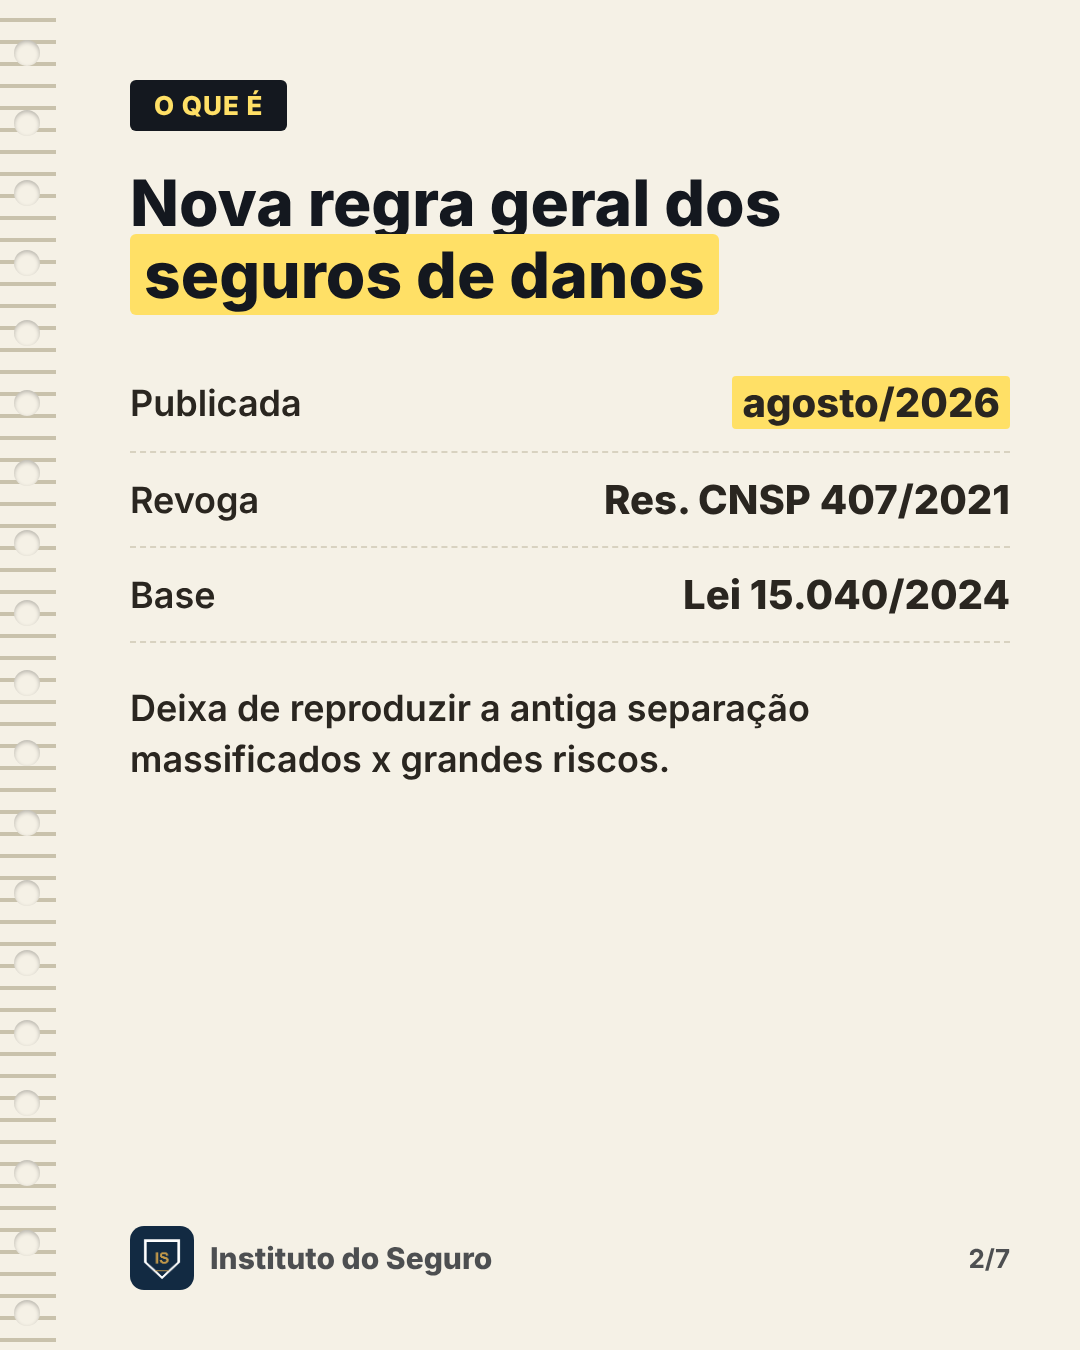 O QUE É
Nova regra geral dos
seguros de danos
Publicada agosto/2026
Revoga Res. CNSP 407/2021
Base Lei 15.040/2024
Deixa de reproduzir a antiga separação
massificados x grandes riscos.
IS Instituto do Seguro 2/7